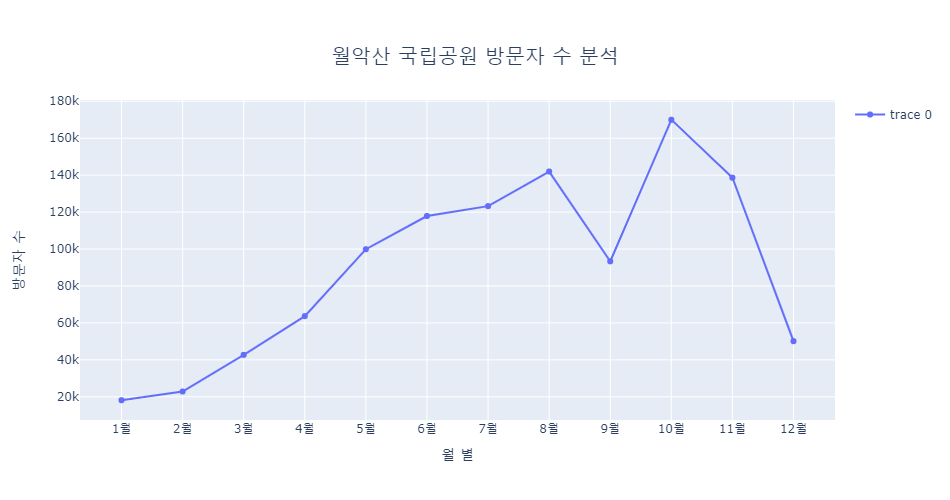 월악산 국립공원 방문자 수 분석
180k
160k
140k
120k
100k
80k
60k
40k
20k
방문자 수
1월 2월 3월 4월 5월 6월 7월 8월 9월 10월 11월 12월
월 별
trace 0